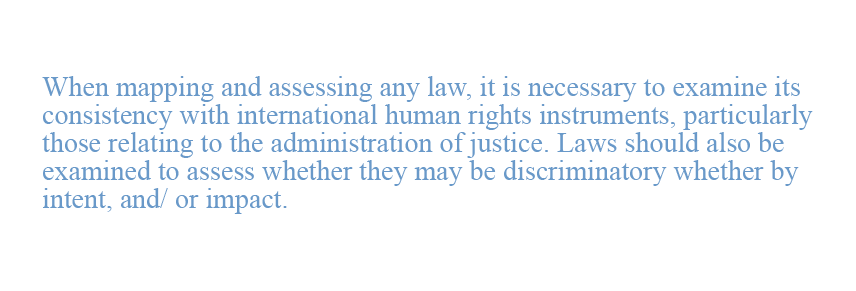 When mapping and assessing any law, it is necessary to examine its
consistency with international human rights instruments, particularly
those relating to the administration of justice. Laws should also be
examined to assess whether they may be discriminatory whether by
intent, and/ or impact.